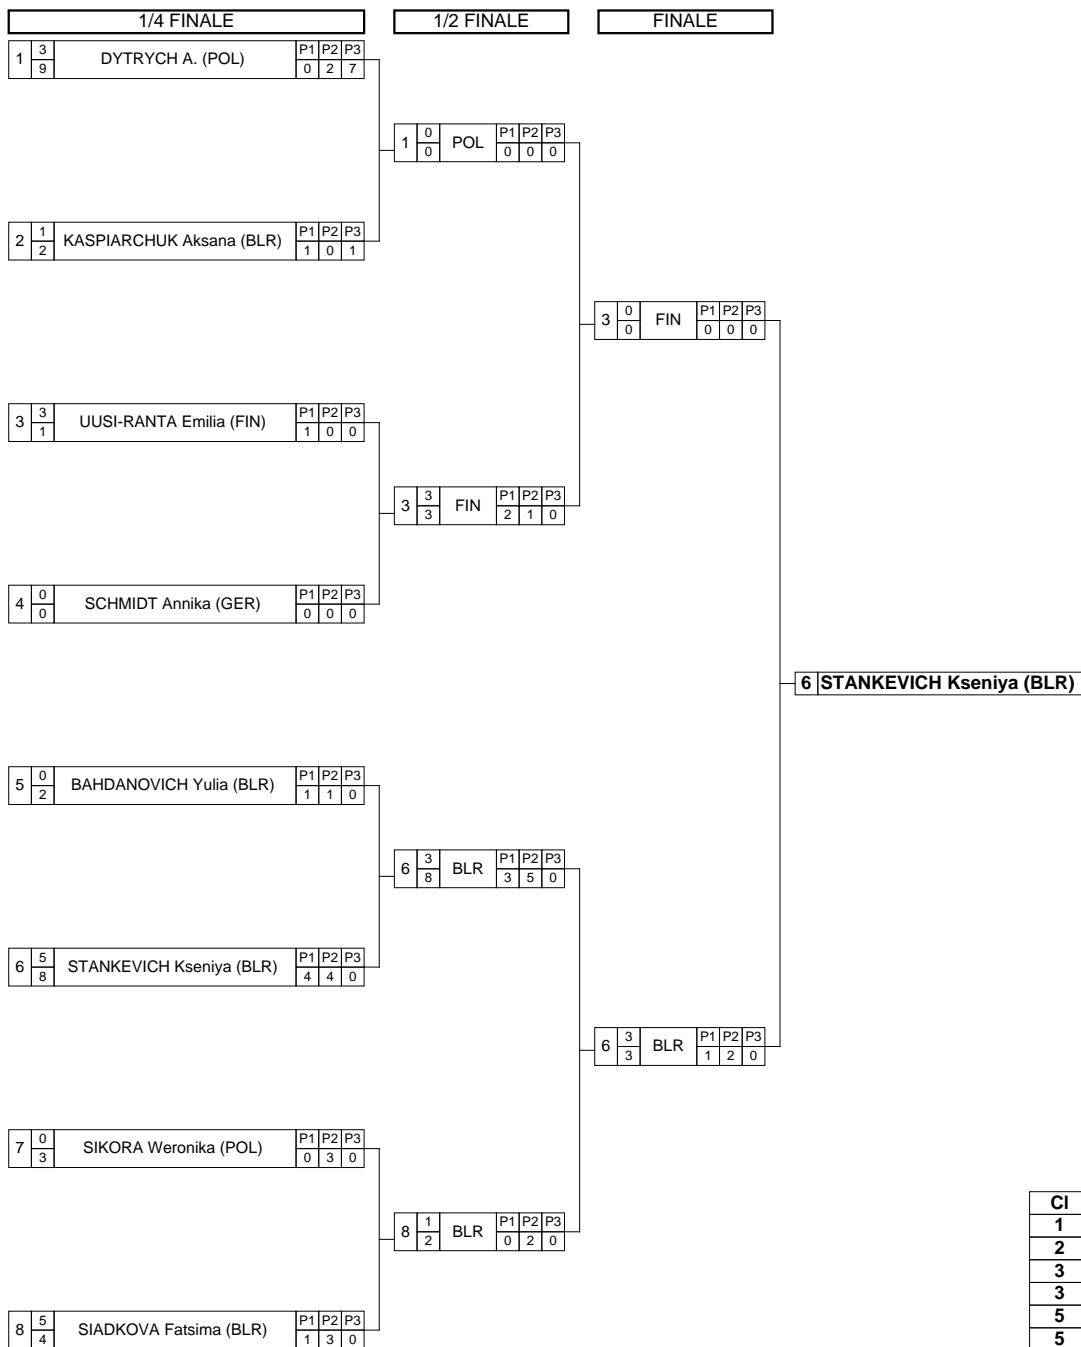 1/4 FINALE 1/2 FINALE FINALE
1 3 9 DYTRYCH A. (POL) P1 P2 P3 0 2 7
1 0 0 POL P1 P2 P3 0 0 0
2 1 2 KASPIARCHUK Aksana (BLR) P1 P2 P3 1 0 1
3 0 0 FIN P1 P2 P3 0 0 0
3 3 1 UUSI-RANTA Emilia (FIN) P1 P2 P3 1 0 0
3 3 3 FIN P1 P2 P3 2 1 0
4 0 0 SCHMIDT Annika (GER) P1 P2 P3 0 0 0
6 STANKEVICH Kseniya (BLR)
5 0 2 BAHDANOVICH Yulia (BLR) P1 P2 P3 1 1 0
6 3 8 BLR P1 P2 P3 3 5 0
6 5 8 STANKEVICH Kseniya (BLR) P1 P2 P3 4 4 0
6 3 3 BLR P1 P2 P3 1 2 0
7 0 3 SIKORA Weronika (POL) P1 P2 P3 0 3 0
8 1 2 BLR P1 P2 P3 0 2 0
8 5 4 SIADKOVA Fatsima (BLR) P1 P2 P3 1 3 0
Cl
1
2
3
3
5
5